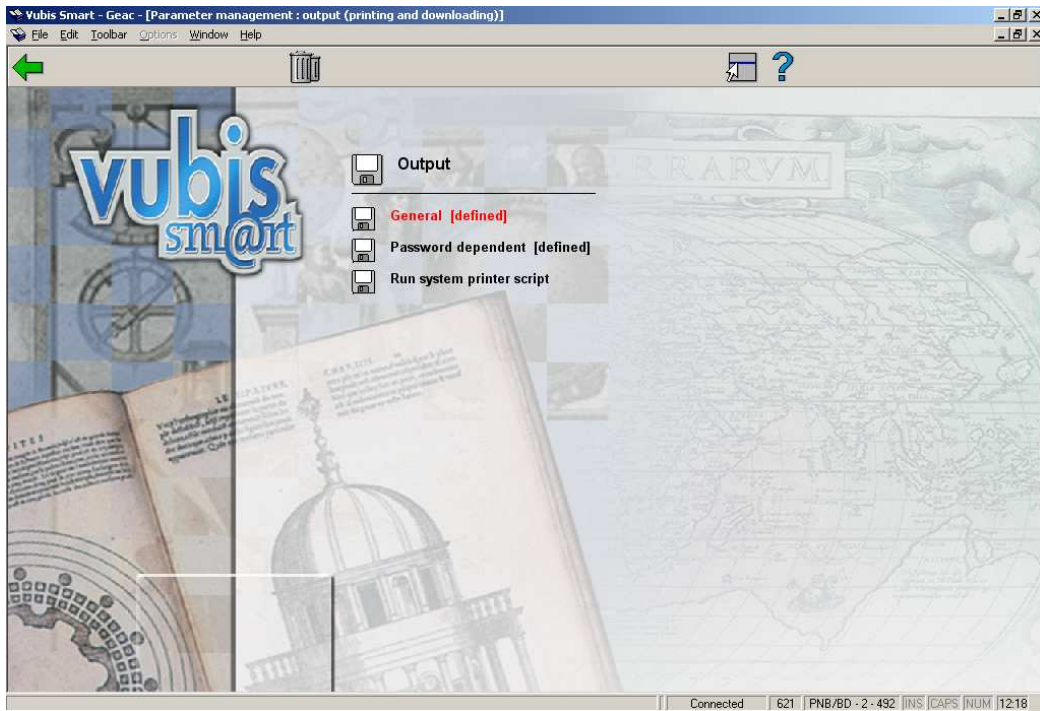 Vubis Smart - Geac - [Parameter management : output (printing and downloading)]
File Edit Toolbar Options Window Help
vubis
sm@rt
Output
RRARVM
General [defined]
Password dependent [defined]
Run system printer script
Connected 621 PNB/BD - 2 - 492 INS CAPS NUM 12:18